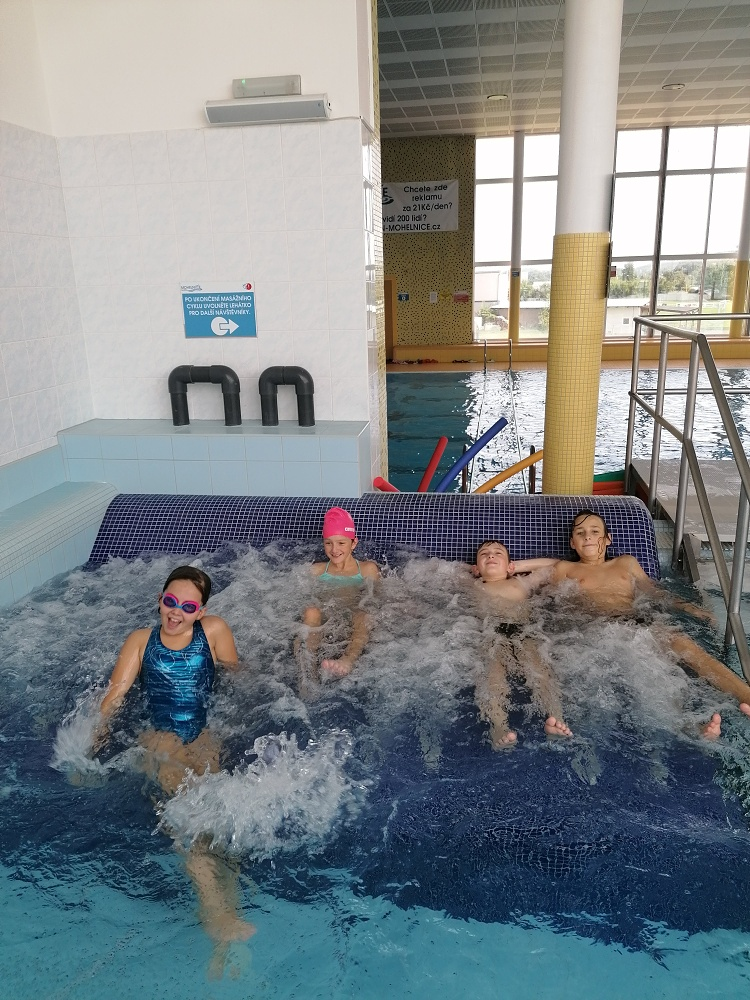 Chcete zde
reklamu
za 21Kč/den?
vidí 200 lidí?
N-MOHELNICE.cz
PO UKONČENÍ MASÁŽNÍHO
CYKLU UVOLNĚTE LEHÁTKO
PRO DALŠÍ NÁVŠTĚVNÍKY.